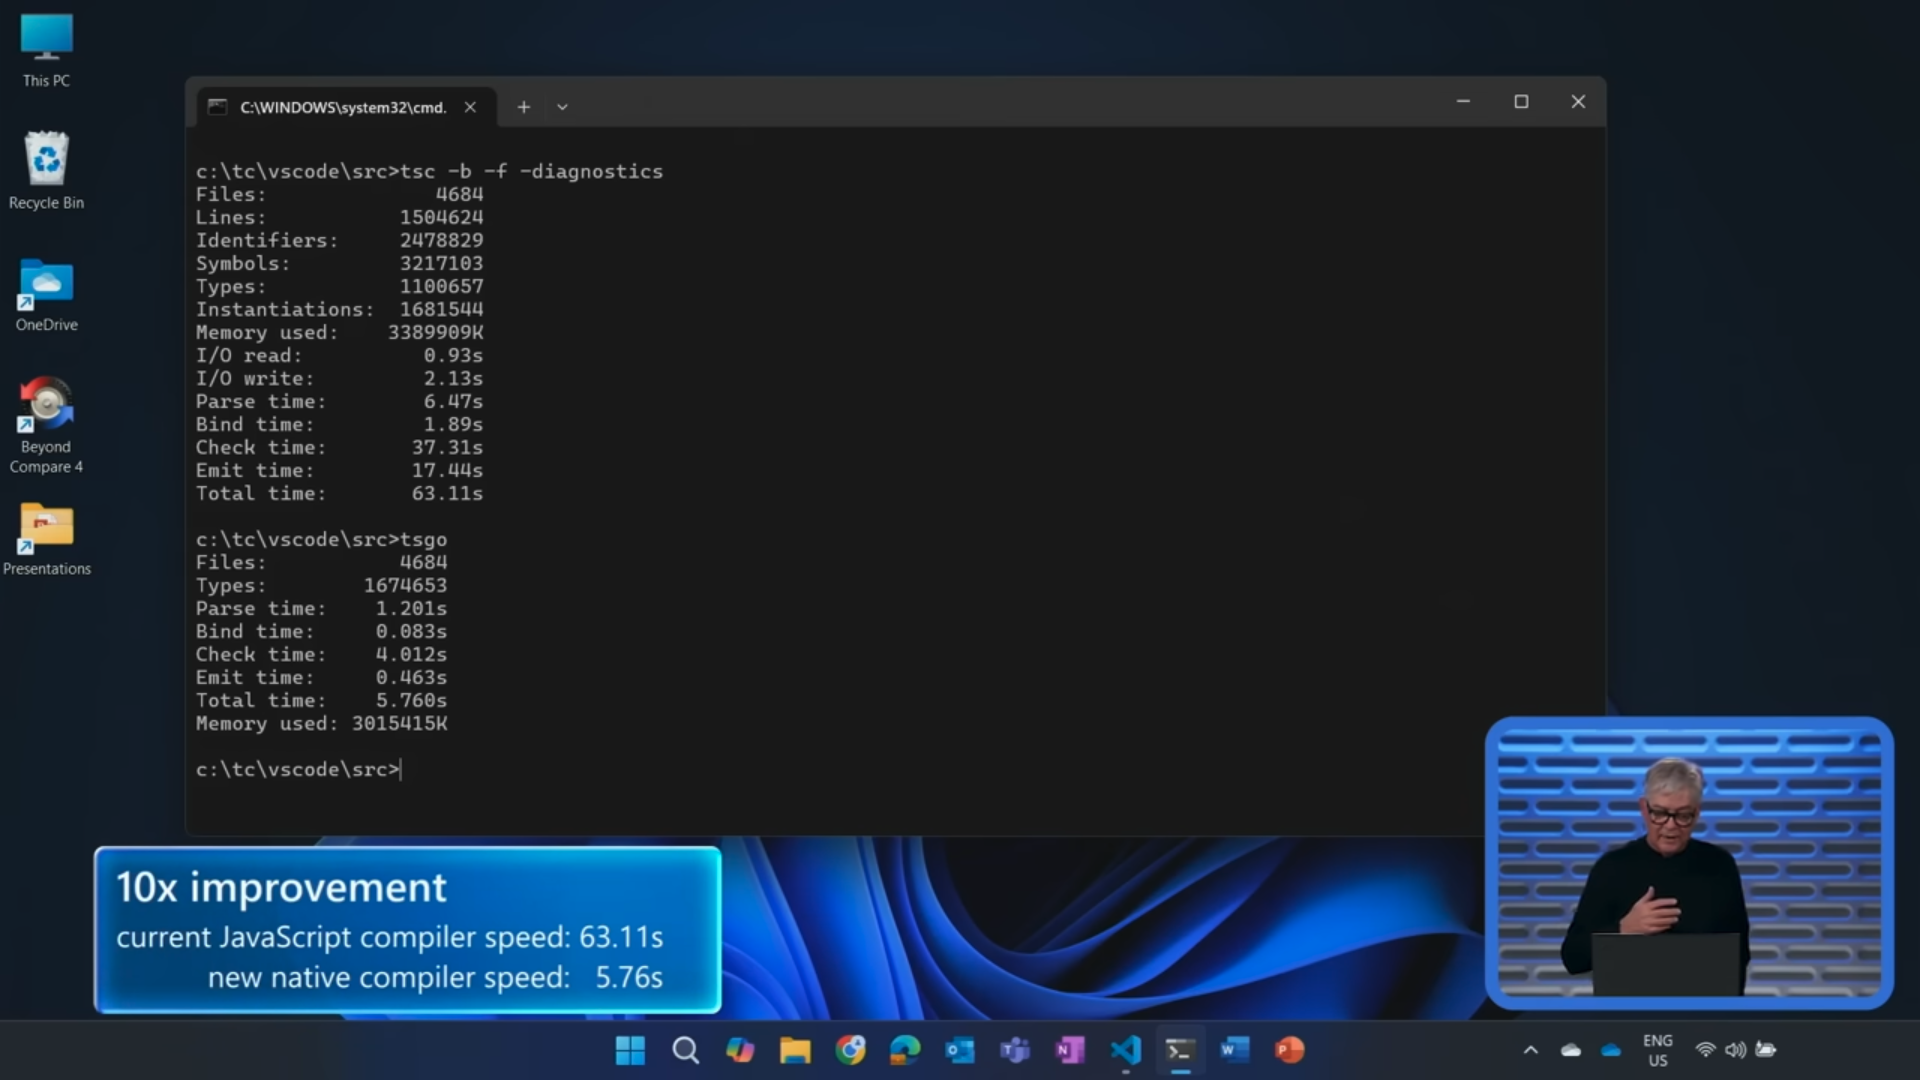 This PC
Recycle Bin
OneDrive
Beyond
Compare 4
Presentations
C:\WINDOWS\system32\cmd.
c:\tc\vscode\src>tsc -b -f -diagnostics
Files: 4684
Lines: 1504624
Identifiers: 2478829
Symbols: 3217103
Types: 1100657
Instantiations: 1681544
Memory used: 3389909K
I/O read: 0.93s
I/O write: 2.13s
Parse time: 6.47s
Bind time: 1.89s
Check time: 37.31s
Emit time: 17.44s
Total time: 63.11s
c:\tc\vscode\src>tsgo
Files: 4684
Types: 1674653
Parse time: 1.201s
Bind time: 0.083s
Check time: 4.012s
Emit time: 0.463s
Total time: 5.760s
Memory used: 3015415K
c:\tc\vscode\src>
10x improvement
current JavaScript compiler speed: 63.11s
new native compiler speed: 5.76s
ENG
US